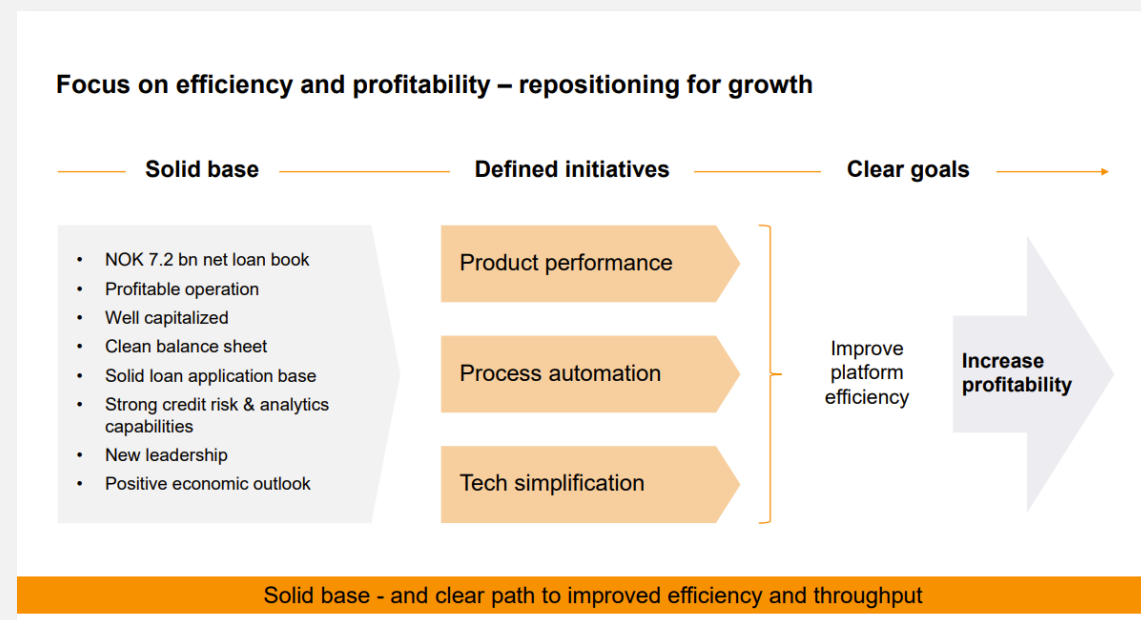 Focus on efficiency and profitability – repositioning for growth
Solid base
Defined initiatives
Clear goals
• NOK 7.2 bn net loan book
• Profitable operation
• Well capitalized
• Clean balance sheet
• Solid loan application base
• Strong credit risk & analytics
capabilities
• New leadership
• Positive economic outlook
Product performance
Process automation
Tech simplification
Improve
platform
efficiency
Increase
profitability
Solid base - and clear path to improved efficiency and throughput